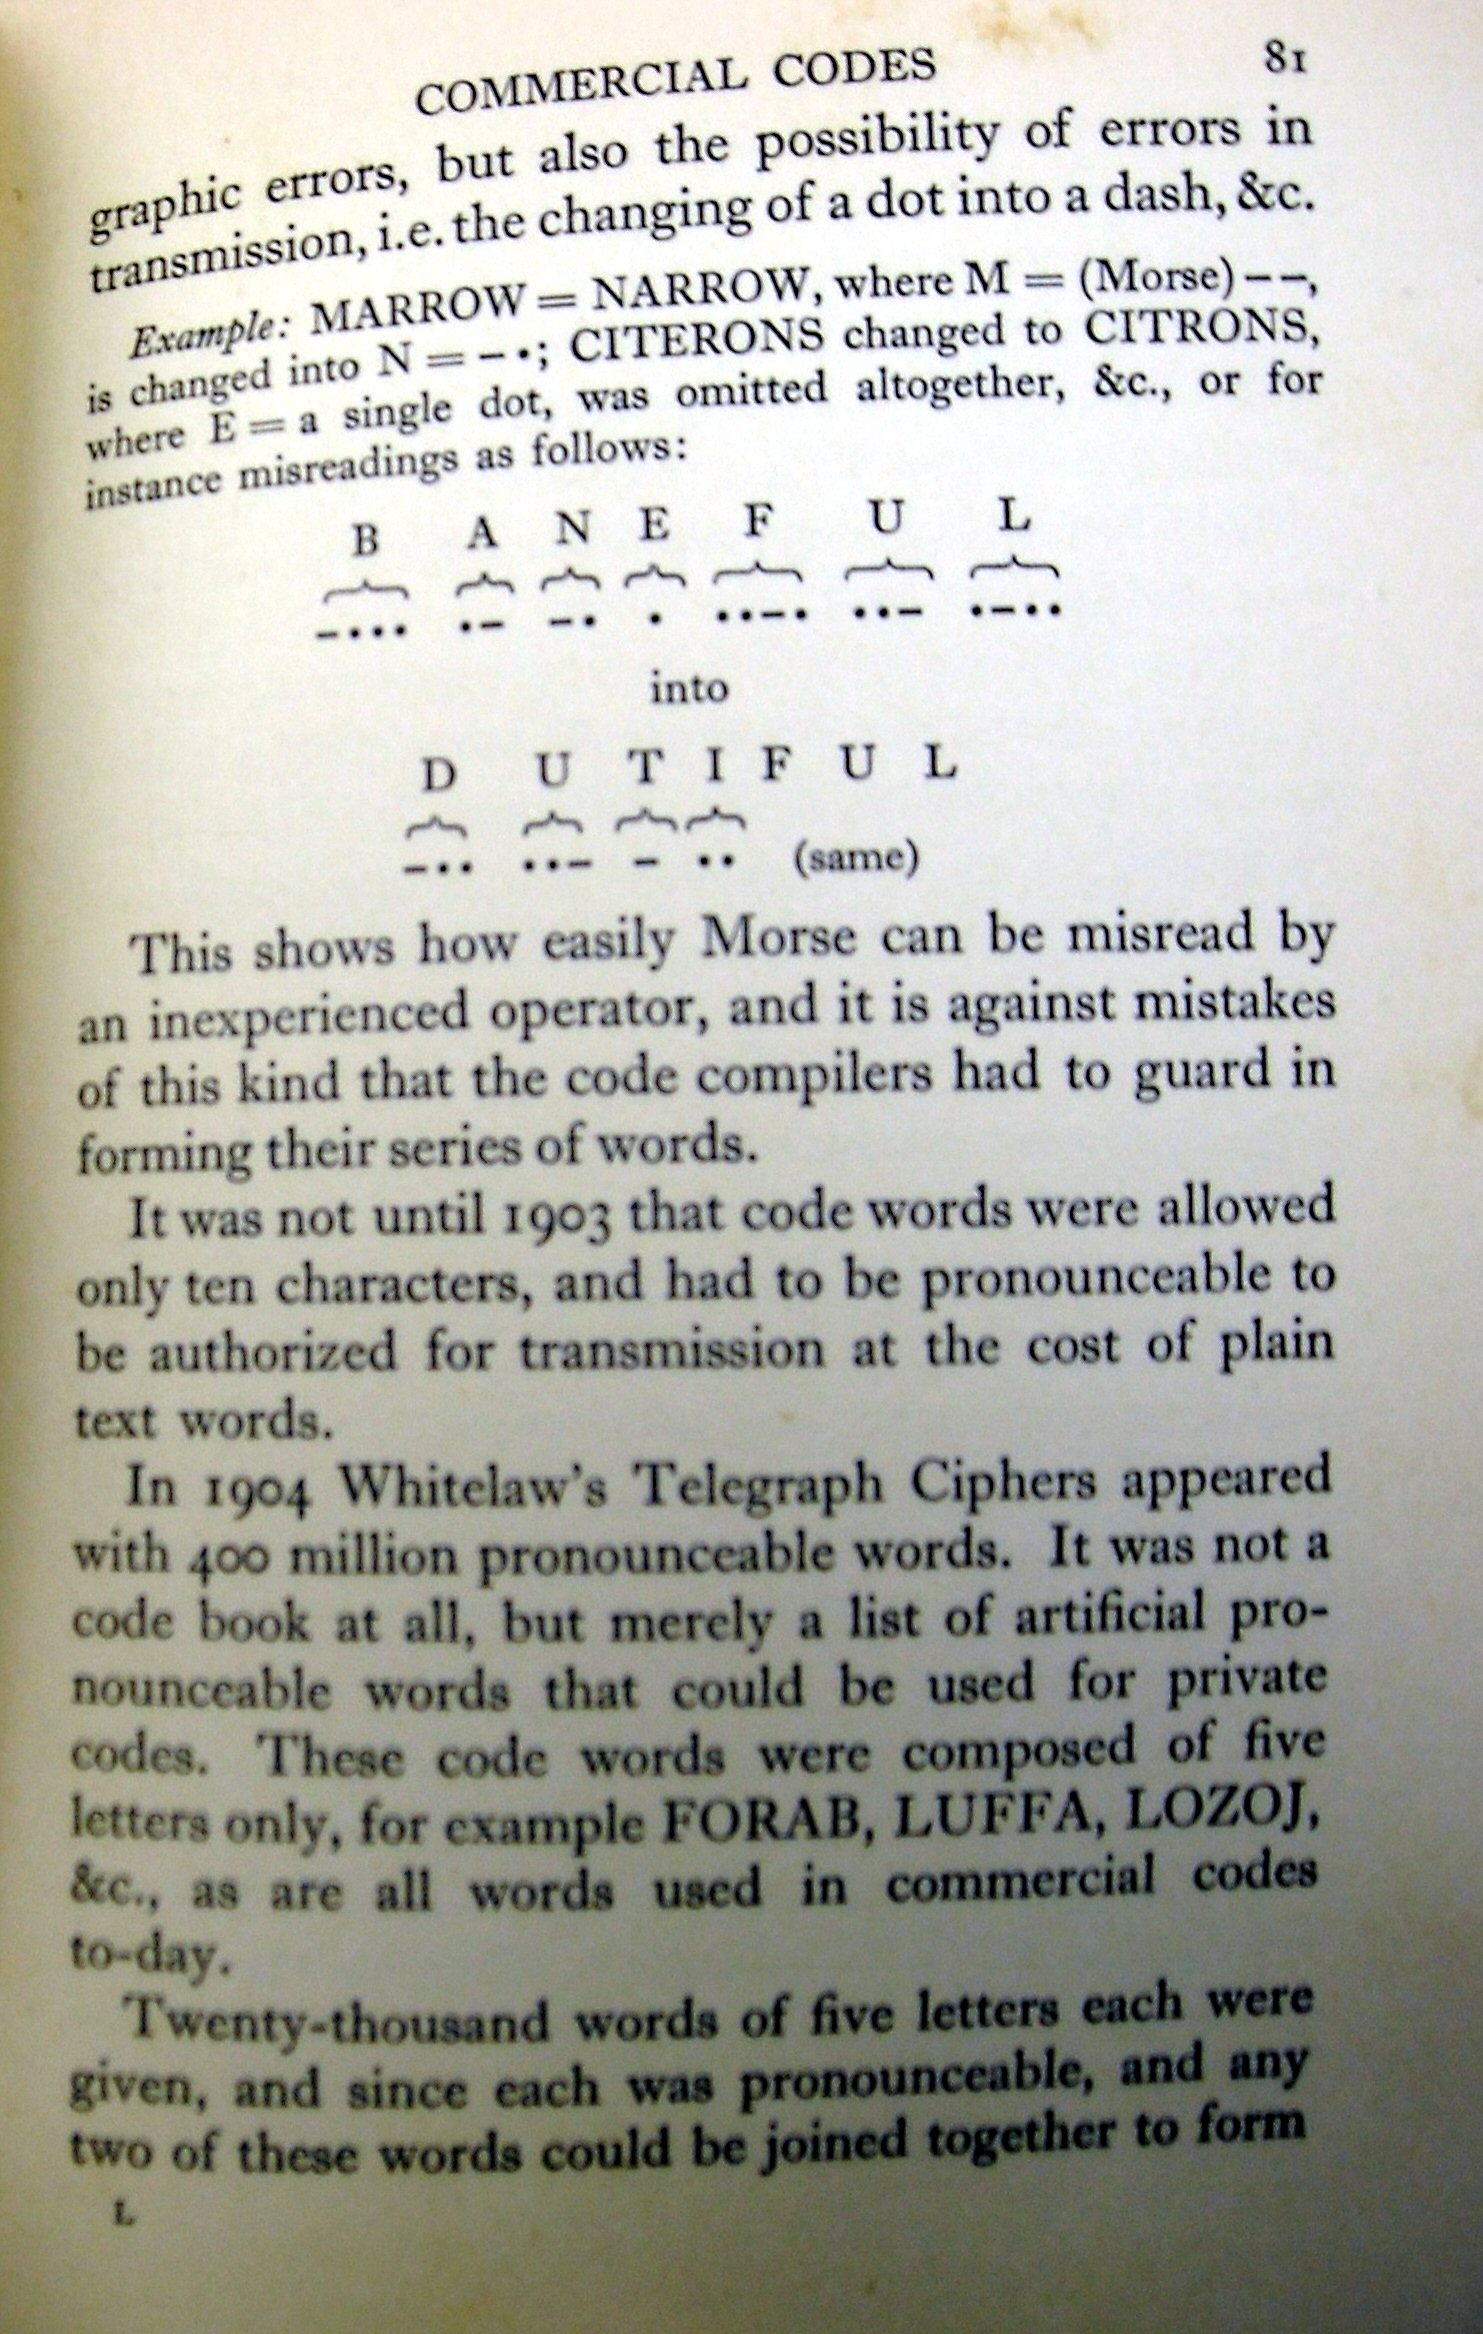 COMMERCIAL CODES 81
graphic errors, but also the possibility of errors in
transmission, i.e. the changing of a dot into a dash, &c.
Example: MARROW = NARROW, where M = (Morse) – –,
is changed into N = – •; CITERONS changed to CITRONS,
where E = a single dot, was omitted altogether, &c., or for
instance misreadings as follows:
B A N E F U L
–••• •– –• • ••–• ••– •–••
into
D U T I F U L
–•• ••– – •• (same)
This shows how easily Morse can be misread by
an inexperienced operator, and it is against mistakes
of this kind that the code compilers had to guard in
forming their series of words.
It was not until 1903 that code words were allowed
only ten characters, and had to be pronounceable to
be authorized for transmission at the cost of plain
text words.
In 1904 Whitelaw's Telegraph Ciphers appeared
with 400 million pronounceable words. It was not a
code book at all, but merely a list of artificial pro-
nounceable words that could be used for private
codes. These code words were composed of five
letters only, for example FORAB, LUFFA, LOZOJ,
&c., as are all words used in commercial codes
to-day.
Twenty-thousand words of five letters each were
given, and since each was pronounceable, and any
two of these words could be joined together to form
L